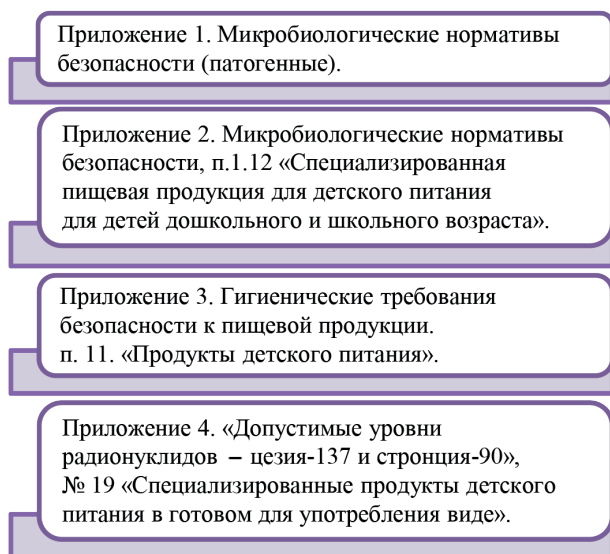 Приложение 1. Микробиологические нормативы
безопасности (патогенные).
Приложение 2. Микробиологические нормативы
безопасности, п.1.12 «Специализированная
пищевая продукция для детского питания
для детей дошкольного и школьного возраста».
Приложение 3. Гигиенические требования
безопасности к пищевой продукции.
п. 11. «Продукты детского питания».
Приложение 4. «Допустимые уровни
радионуклидов – цезия-137 и стронция-90»,
№ 19 «Специализированные продукты детского
питания в готовом для употребления виде».